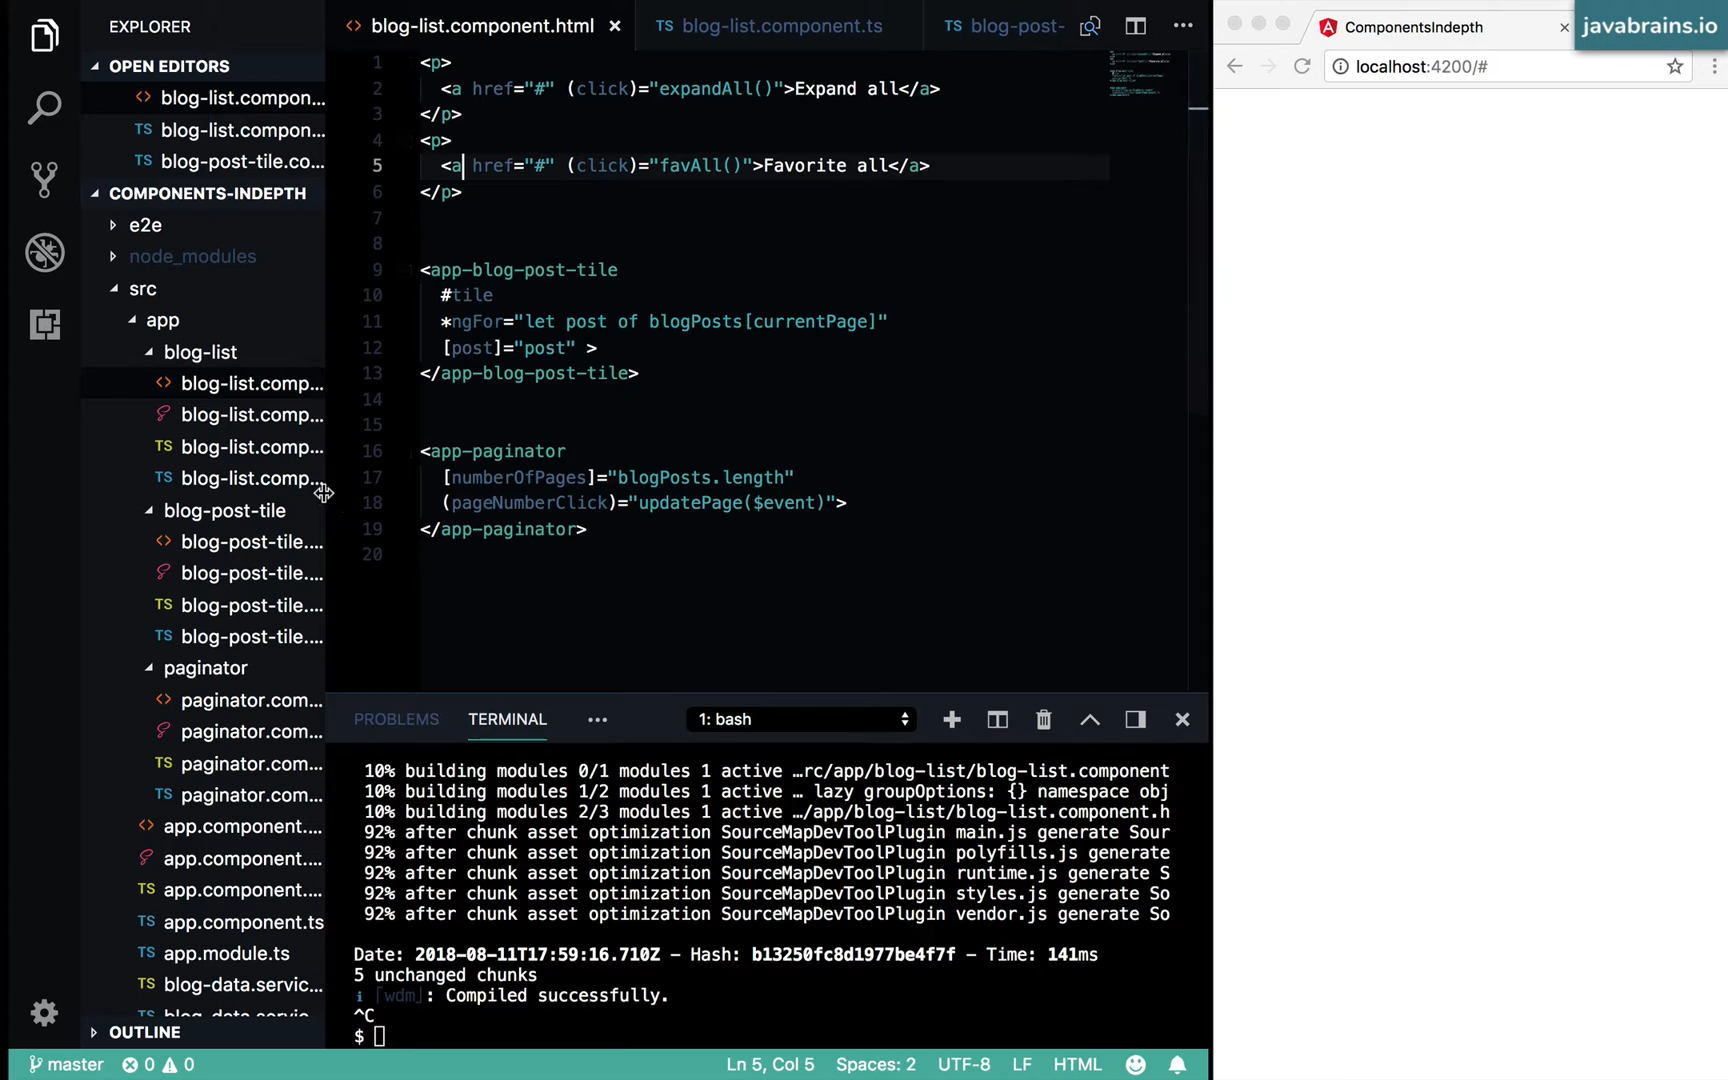 EXPLORER
OPEN EDITORS
blog-list.compon...
TS blog-list.compon...
TS blog-post-tile.co...
COMPONENTS-INDEPTH
e2e
node_modules
src
app
blog-list
blog-list.comp...
blog-list.comp...
TS blog-list.comp...
TS blog-list.comp...
blog-post-tile
blog-post-tile....
blog-post-tile....
TS blog-post-tile....
TS blog-post-tile....
paginator
paginator.com...
paginator.com...
TS paginator.com...
TS paginator.com...
app.component....
app.component....
TS app.component....
TS app.component.ts
TS app.module.ts
TS blog-data.servic...
blog-data.servic...
OUTLINE
<> blog-list.component.html ×
TS blog-list.component.ts
TS blog-post-
1 <p>
2 <a href="#" (click)="expandAll()">Expand all</a>
3 </p>
4 <p>
5 <a href="#" (click)="favAll()">Favorite all</a>
6 </p>
7
8
9 <app-blog-post-tile
10 #tile
11 *ngFor="let post of blogPosts[currentPage]"
12 [post]="post" >
13 </app-blog-post-tile>
14
15
16 <app-paginator
17 [numberOfPages]="blogPosts.length"
18 (pageNumberClick)="updatePage($event)">
19 </app-paginator>
20
PROBLEMS TERMINAL ... 1: bash
10% building modules 0/1 modules 1 active …rc/app/blog-list/blog-list.component
10% building modules 1/2 modules 1 active … lazy groupOptions: {} namespace obj
10% building modules 2/3 modules 1 active …/app/blog-list/blog-list.component.h
92% after chunk asset optimization SourceMapDevToolPlugin main.js generate Sour
92% after chunk asset optimization SourceMapDevToolPlugin polyfills.js generate
92% after chunk asset optimization SourceMapDevToolPlugin runtime.js generate S
92% after chunk asset optimization SourceMapDevToolPlugin styles.js generate So
92% after chunk asset optimization SourceMapDevToolPlugin vendor.js generate So
Date: 2018-08-11T17:59:16.710Z - Hash: b13250fc8d1977be4f7f - Time: 141ms
5 unchanged chunks
i ｢wdm｣: Compiled successfully.
^C
$
master 0 0 Ln 5, Col 5 Spaces: 2 UTF-8 LF HTML
ComponentsIndepth ×
javabrains.io
localhost:4200/#